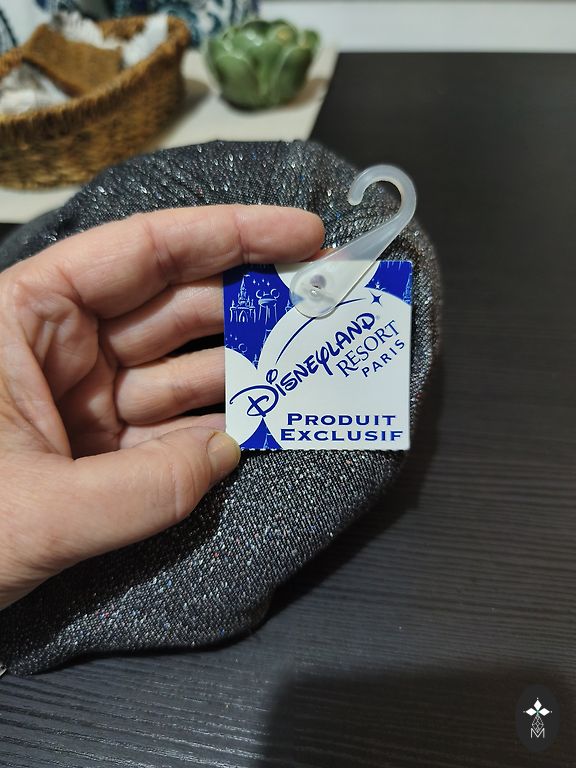 Disneyland
Resort
Paris
Produit
Exclusif